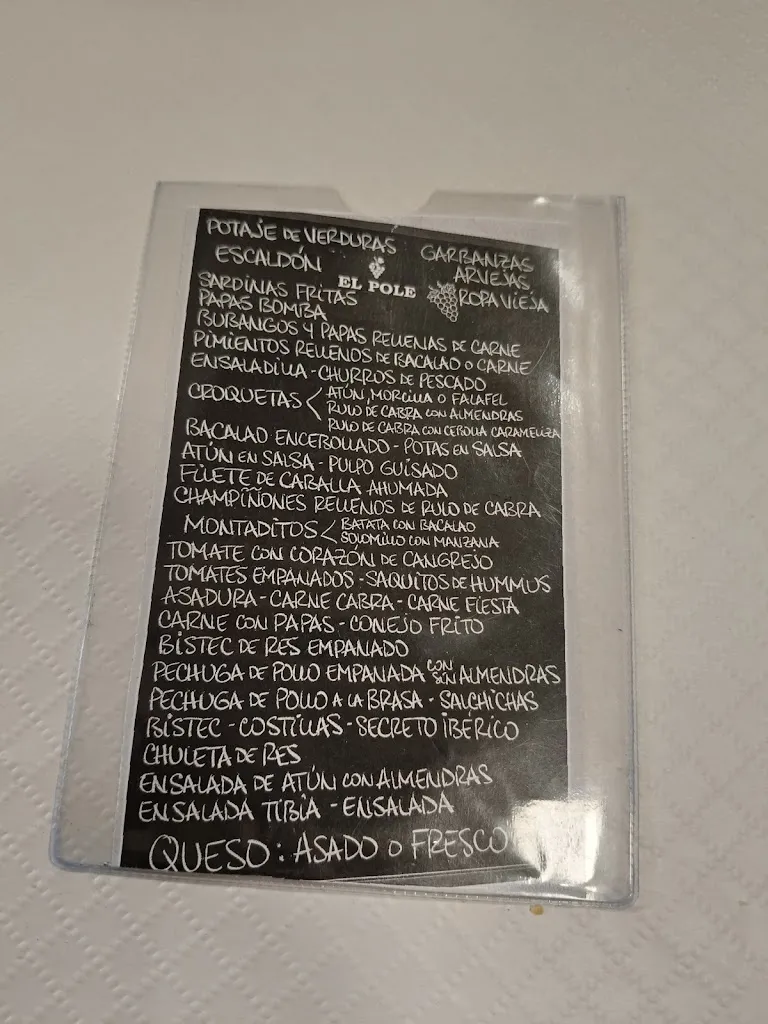 POTAJE DE VERDURAS
GARBANZAS
ESCALDÓN
ARVEJAS
EL POLE
ROPA VIEJA
SARDINAS FRITAS
PAPAS BOMBA
BUBANGOS Y PAPAS RELLENAS DE CARNE
PIMIENTOS RELLENOS DE BACALAO O CARNE
ENSALADILLA - CHURROS DE PESCADO
CROQUETAS < ATÚN, MORCILLA O FALAFEL
RULO DE CABRA CON ALMENDRAS
RULO DE CABRA CON CEBOLLA CARAMELIZA
BACALAO ENCEBOLLADO - POTAS EN SALSA
ATÚN EN SALSA - PULPO GUISADO
FILETE DE CABALLA AHUMADA
CHAMPIÑONES RELLENOS DE RULO DE CABRA
MONTADITOS < BATATA CON BACALAO
SOLOMILLO CON MANZANA
TOMATE CON CORAZÓN DE CANGREJO
TOMATES EMPANADOS - SAQUITOS DE HUMMUS
ASADURA - CARNE CABRA - CARNE FIESTA
CARNE CON PAPAS - CONEJO FRITO
BISTEC DE RES EMPANADO
PECHUGA DE POLLO EMPANADA CON SIN ALMENDRAS
PECHUGA DE POLLO A LA BRASA - SALCHICHAS
BISTEC - COSTILLAS - SECRETO IBÉRICO
CHULETA DE RES
ENSALADA DE ATÚN CON ALMENDRAS
ENSALADA TIBIA - ENSALADA
QUESO: ASADO O FRESCO